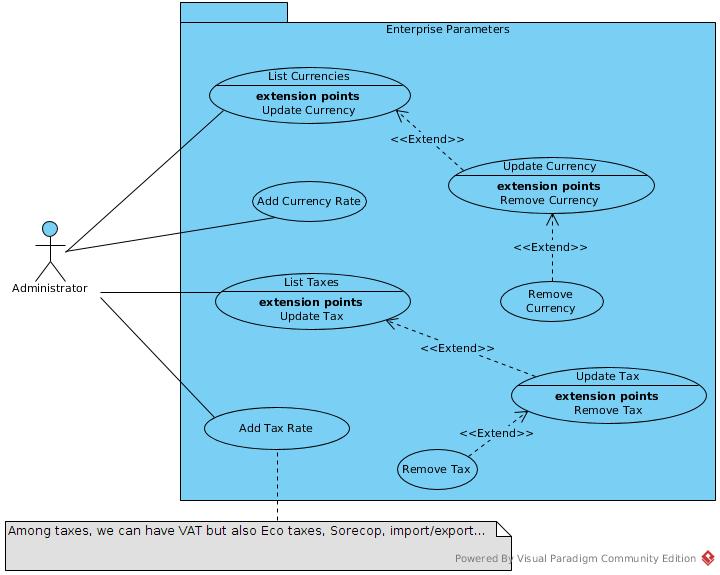 Enterprise Parameters
List Currencies
extension points
Update Currency
<<Extend>>
Update Currency
extension points
Remove Currency
Add Currency Rate
<<Extend>>
Administrator
List Taxes
extension points
Update Tax
Remove
Currency
<<Extend>>
Update Tax
extension points
Remove Tax
Add Tax Rate
<<Extend>>
Remove Tax
Among taxes, we can have VAT but also Eco taxes, Sorecop, import/export...
Powered By Visual Paradigm Community Edition